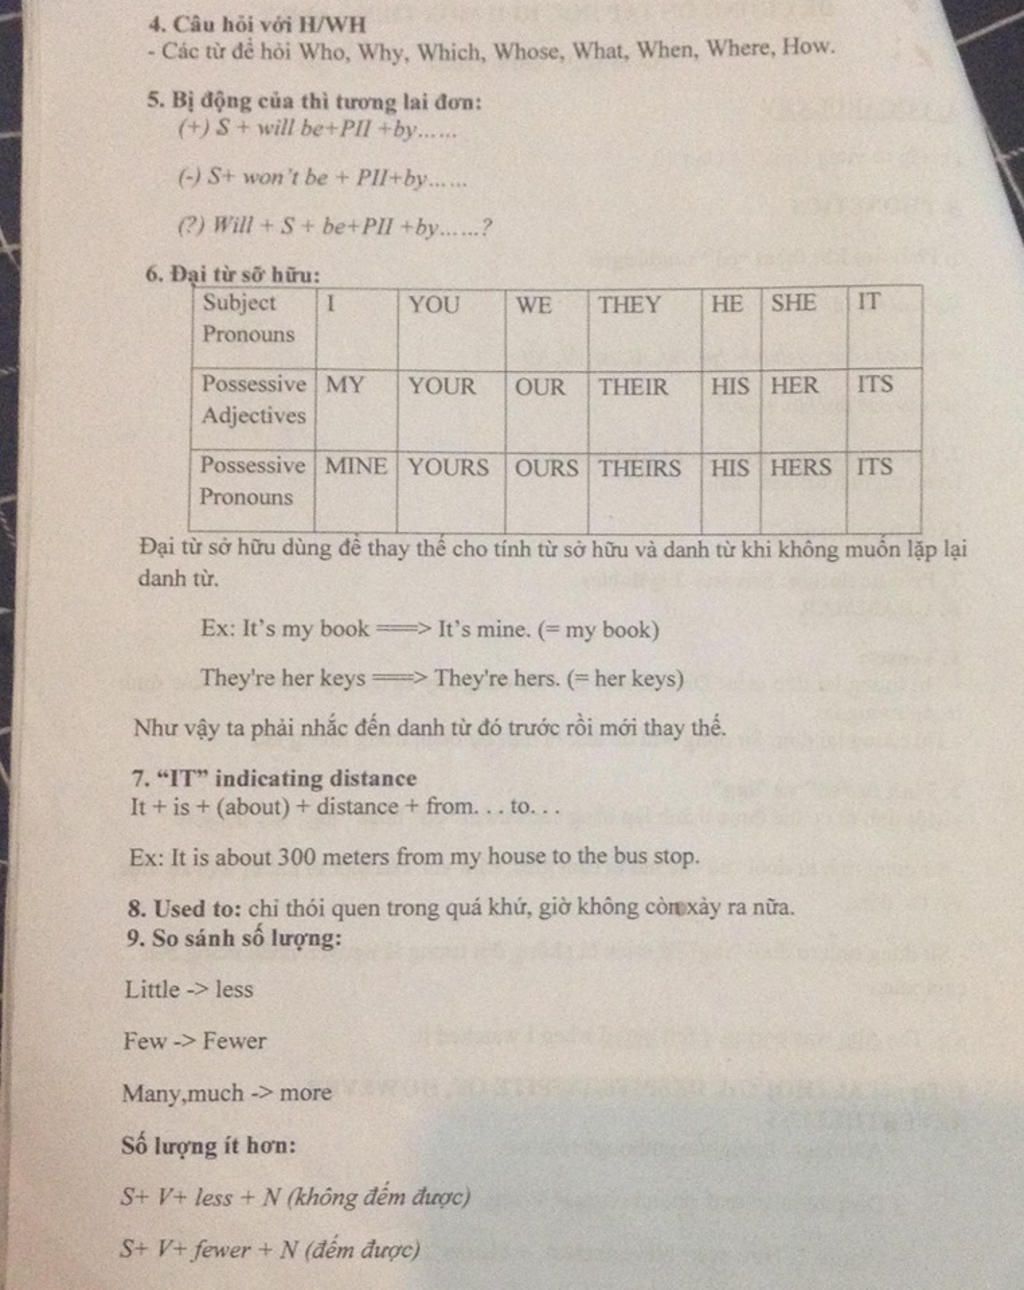 4. Câu hỏi với H/WH
- Các từ để hỏi Who, Why, Which, Whose, What, When, Where, How.
5. Bị động của thì tương lai đơn:
(+) S + will be+PII +by......
(-) S+ won't be + PII+by......
(?) Will + S + be+PII +by......?
6. Đại từ sỡ hữu:
Subject Pronouns I YOU WE THEY HE SHE IT
Possessive Adjectives MY YOUR OUR THEIR HIS HER ITS
Possessive Pronouns MINE YOURS OURS THEIRS HIS HERS ITS
Đại từ sở hữu dùng để thay thế cho tính từ sở hữu và danh từ khi không muốn lặp lại
danh từ.
Ex: It's my book ===> It's mine. (= my book)
They're her keys ===> They're hers. (= her keys)
Như vậy ta phải nhắc đến danh từ đó trước rồi mới thay thế.
7. “IT” indicating distance
It + is + (about) + distance + from. . . to. . .
Ex: It is about 300 meters from my house to the bus stop.
8. Used to: chỉ thói quen trong quá khứ, giờ không còn xảy ra nữa.
9. So sánh số lượng:
Little -> less
Few -> Fewer
Many,much -> more
Số lượng ít hơn:
S+ V+ less + N (không đếm được)
S+ V+ fewer + N (đếm được)